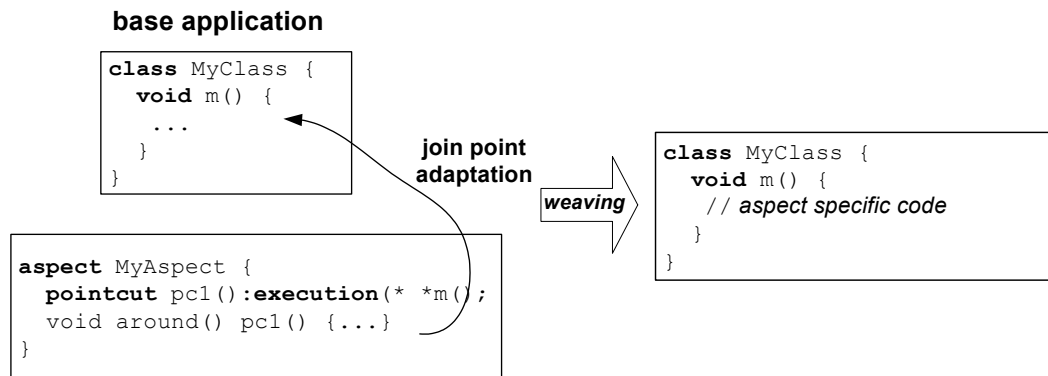 base application
class MyClass {
void m() {
...
}
}
join point
adaptation
aspect MyAspect {
pointcut pc1():execution(* *m();
void around() pc1() {...}
}
weaving
class MyClass {
void m() {
// aspect specific code
}
}